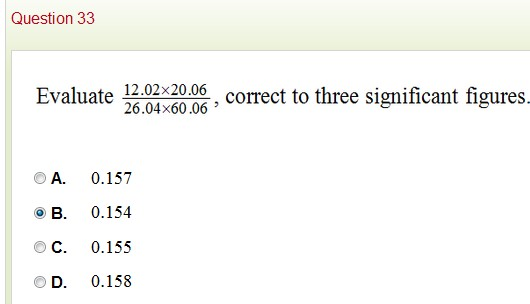 Question 33
Evaluate 12.02×20.06 / 26.04×60.06 , correct to three significant figures.
A. 0.157
B. 0.154
C. 0.155
D. 0.158